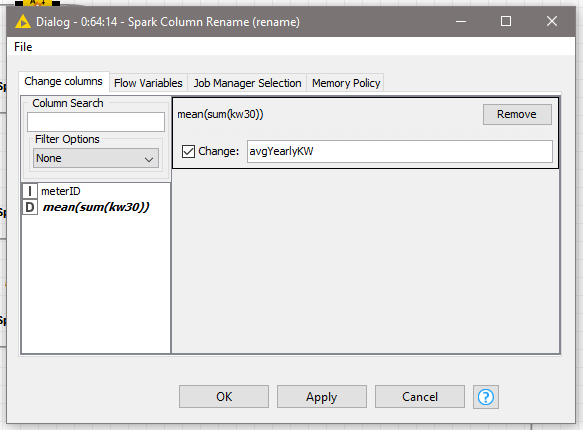 Dialog - 0:64:14 - Spark Column Rename (rename)
File
Change columns Flow Variables Job Manager Selection Memory Policy
Column Search
Filter Options
None
I meterID
D mean(sum(kw30))
mean(sum(kw30)) Remove
Change: avgYearlyKW
OK Apply Cancel ?